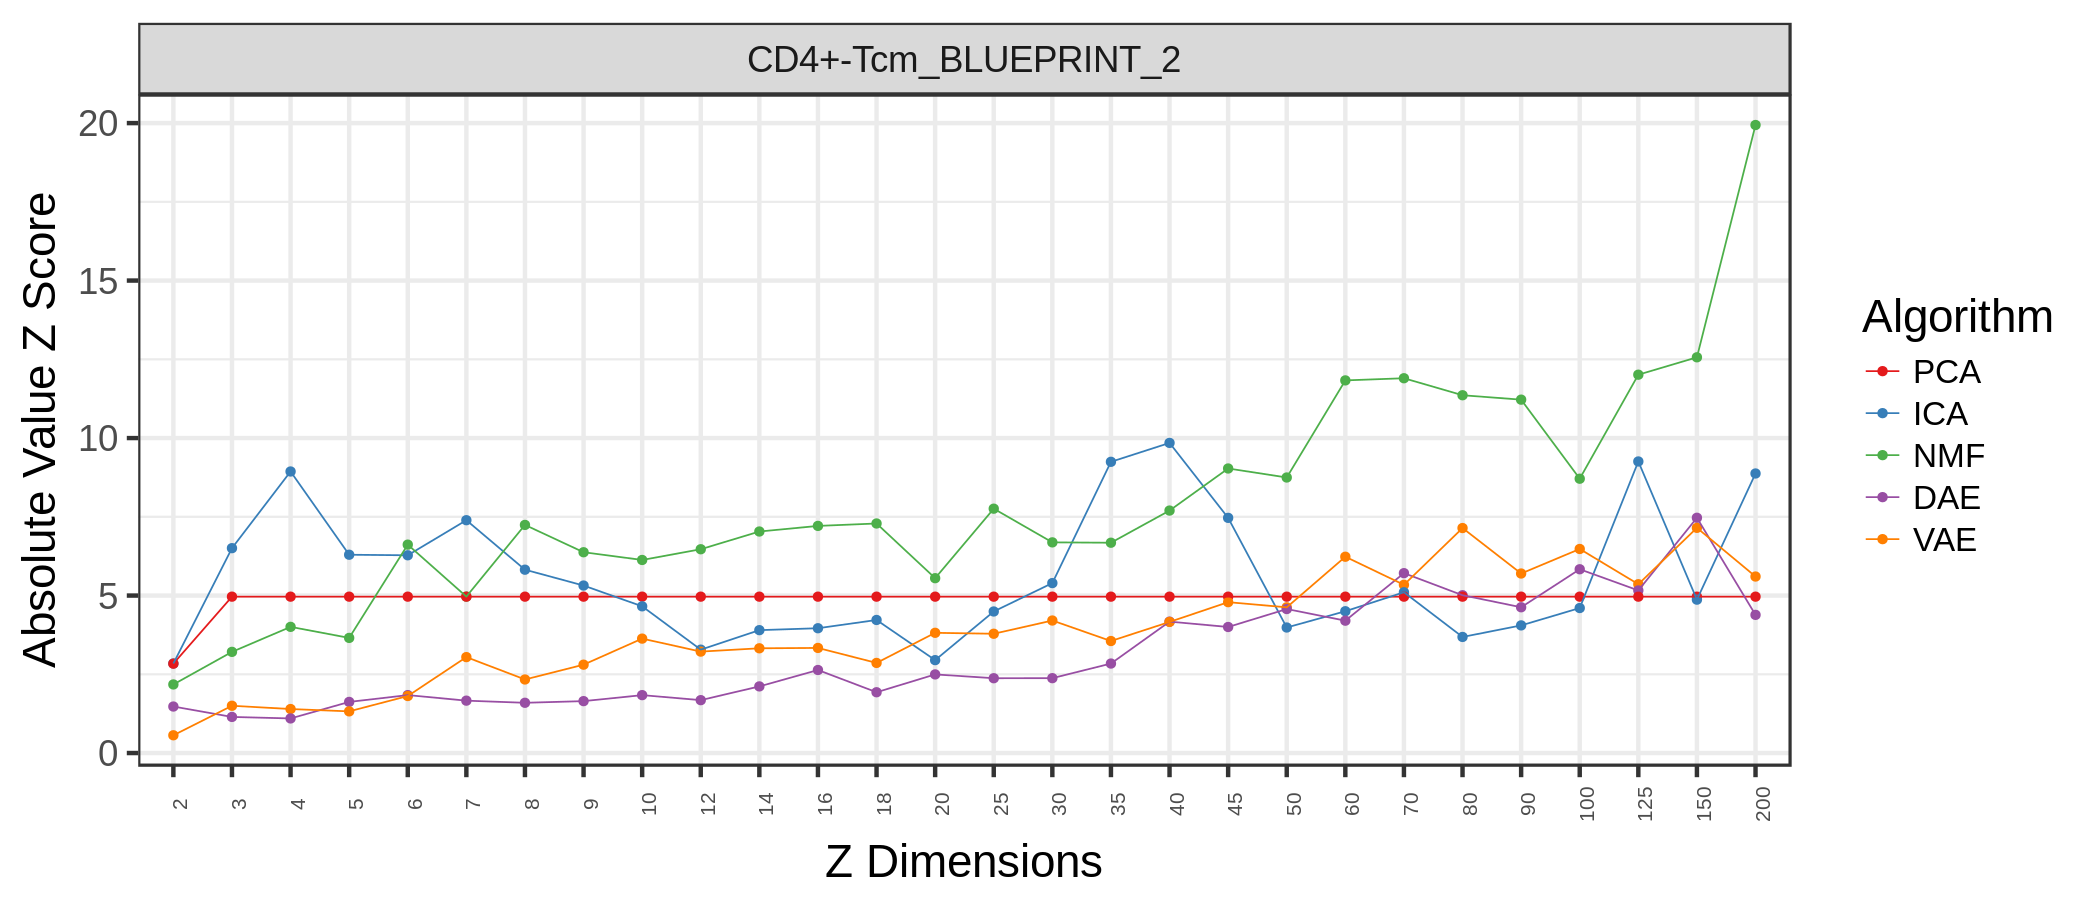 CD4+-Tcm_BLUEPRINT_2
Absolute Value Z Score
20
15
10
5
0
2 3 4 5 6 7 8 9 10 12 14 16 18 20 25 30 35 40 45 50 60 70 80 90 100 125 150 200
Z Dimensions
Algorithm
PCA
ICA
NMF
DAE
VAE